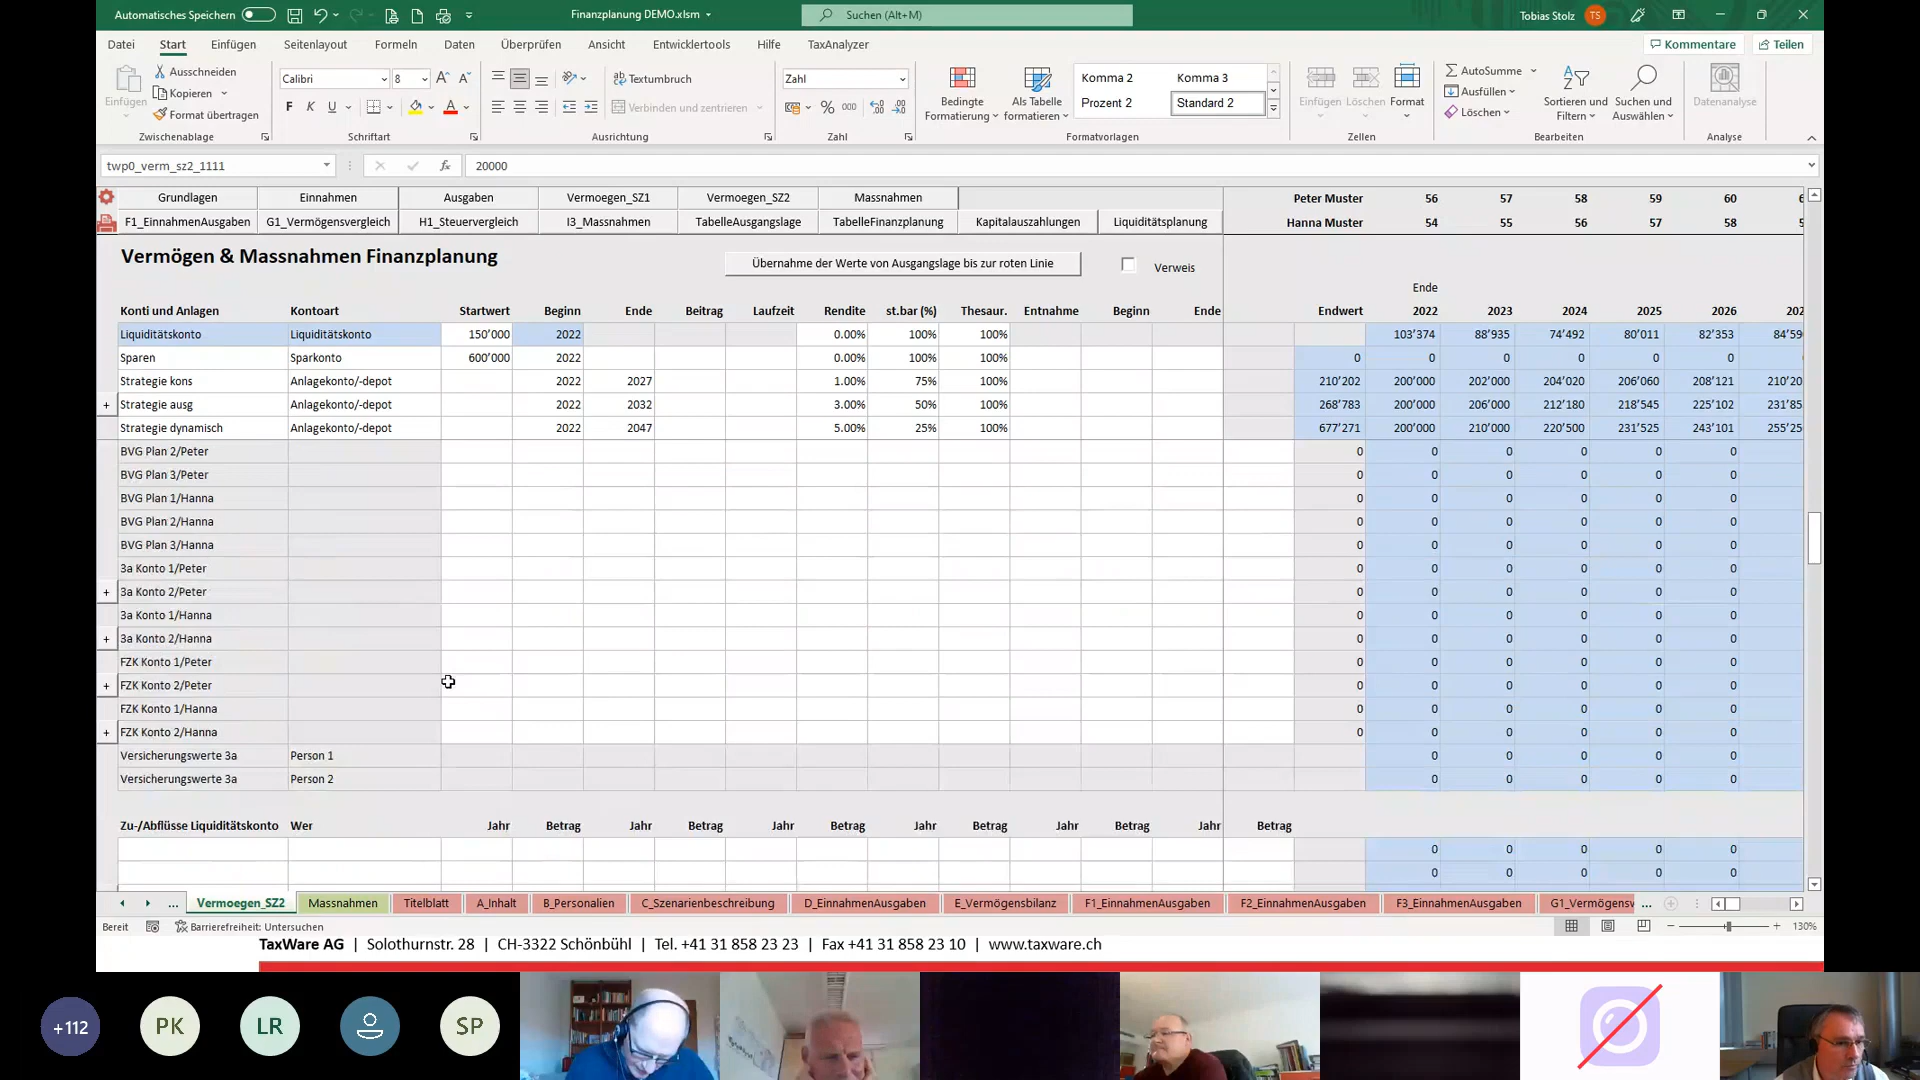 Automatisches Speichern
Finanzplanung DEMO.xlsm
Suchen (Alt+M)
Tobias Stolz TS
Datei Start Einfügen Seitenlayout Formeln Daten Überprüfen Ansicht Entwicklertools Hilfe TaxAnalyzer Kommentare Teilen
Einfügen
Ausschneiden
Kopieren
Format übertragen
Zwischenablage
Calibri 8
F K U
Schriftart
Textumbruch
Verbinden und zentrieren
Ausrichtung
Zahl
% 000
Zahl
Bedingte Formatierung
Als Tabelle formatieren
Komma 2 Komma 3
Prozent 2 Standard 2
Formatvorlagen
Einfügen Löschen Format
Zellen
AutoSumme
Ausfüllen
Löschen
Sortieren und Filtern
Suchen und Auswählen
Bearbeiten
Datenanalyse
Analyse
twp0_verm_sz2_1111 fx 20000
Grundlagen Einnahmen Ausgaben Vermoegen_SZ1 Vermoegen_SZ2 Massnahmen Peter Muster 56 57 58 59 60 6
F1_EinnahmenAusgaben G1_Vermögensvergleich H1_Steuervergleich I3_Massnahmen TabelleAusgangslage TabelleFinanzplanung Kapitalauszahlungen Liquiditätsplanung Hanna Muster 54 55 56 57 58 5
Vermögen & Massnahmen Finanzplanung
Übernahme der Werte von Ausgangslage bis zur roten Linie Verweis
Ende
Konti und Anlagen Kontoart Startwert Beginn Ende Beitrag Laufzeit Rendite st.bar (%) Thesaur. Entnahme Beginn Ende Endwert 2022 2023 2024 2025 2026 202
Liquiditätskonto Liquiditätskonto 150’000 2022 0.00% 100% 100% 103’374 88’935 74’492 80’011 82’353 84’59
Sparen Sparkonto 600’000 2022 0.00% 100% 100% 0 0 0 0 0 0
Strategie kons Anlagekonto/-depot 2022 2027 1.00% 75% 100% 210’202 200’000 202’000 204’020 206’060 208’121 210’20
+ Strategie ausg Anlagekonto/-depot 2022 2032 3.00% 50% 100% 268’783 200’000 206’000 212’180 218’545 225’102 231’85
Strategie dynamisch Anlagekonto/-depot 2022 2047 5.00% 25% 100% 677’271 200’000 210’000 220’500 231’525 243’101 255’25
BVG Plan 2/Peter 0 0 0 0 0 0
BVG Plan 3/Peter 0 0 0 0 0 0
BVG Plan 1/Hanna 0 0 0 0 0 0
BVG Plan 2/Hanna 0 0 0 0 0 0
BVG Plan 3/Hanna 0 0 0 0 0 0
3a Konto 1/Peter 0 0 0 0 0 0
+ 3a Konto 2/Peter 0 0 0 0 0 0
3a Konto 1/Hanna 0 0 0 0 0 0
+ 3a Konto 2/Hanna 0 0 0 0 0 0
FZK Konto 1/Peter 0 0 0 0 0 0
+ FZK Konto 2/Peter 0 0 0 0 0 0
FZK Konto 1/Hanna 0 0 0 0 0 0
+ FZK Konto 2/Hanna 0 0 0 0 0 0
Versicherungswerte 3a Person 1 0 0 0 0 0
Versicherungswerte 3a Person 2 0 0 0 0 0
Zu-/Abflüsse Liquiditätskonto Wer Jahr Betrag Jahr Betrag Jahr Betrag Jahr Betrag Jahr Betrag Jahr Betrag
0 0 0 0 0
0 0 0 0 0
... Vermoegen_SZ2 Massnahmen Titelblatt A_Inhalt B_Personalien C_Szenarienbeschreibung D_EinnahmenAusgaben E_Vermögensbilanz F1_EinnahmenAusgaben F2_EinnahmenAusgaben F3_EinnahmenAusgaben G1_Vermögensv ...
Bereit Barrierefreiheit: Untersuchen 130%
TaxWare AG | Solothurnstr. 28 | CH-3322 Schönbühl | Tel. +41 31 858 23 23 | Fax +41 31 858 23 10 | www.taxware.ch
+112 PK LR SP